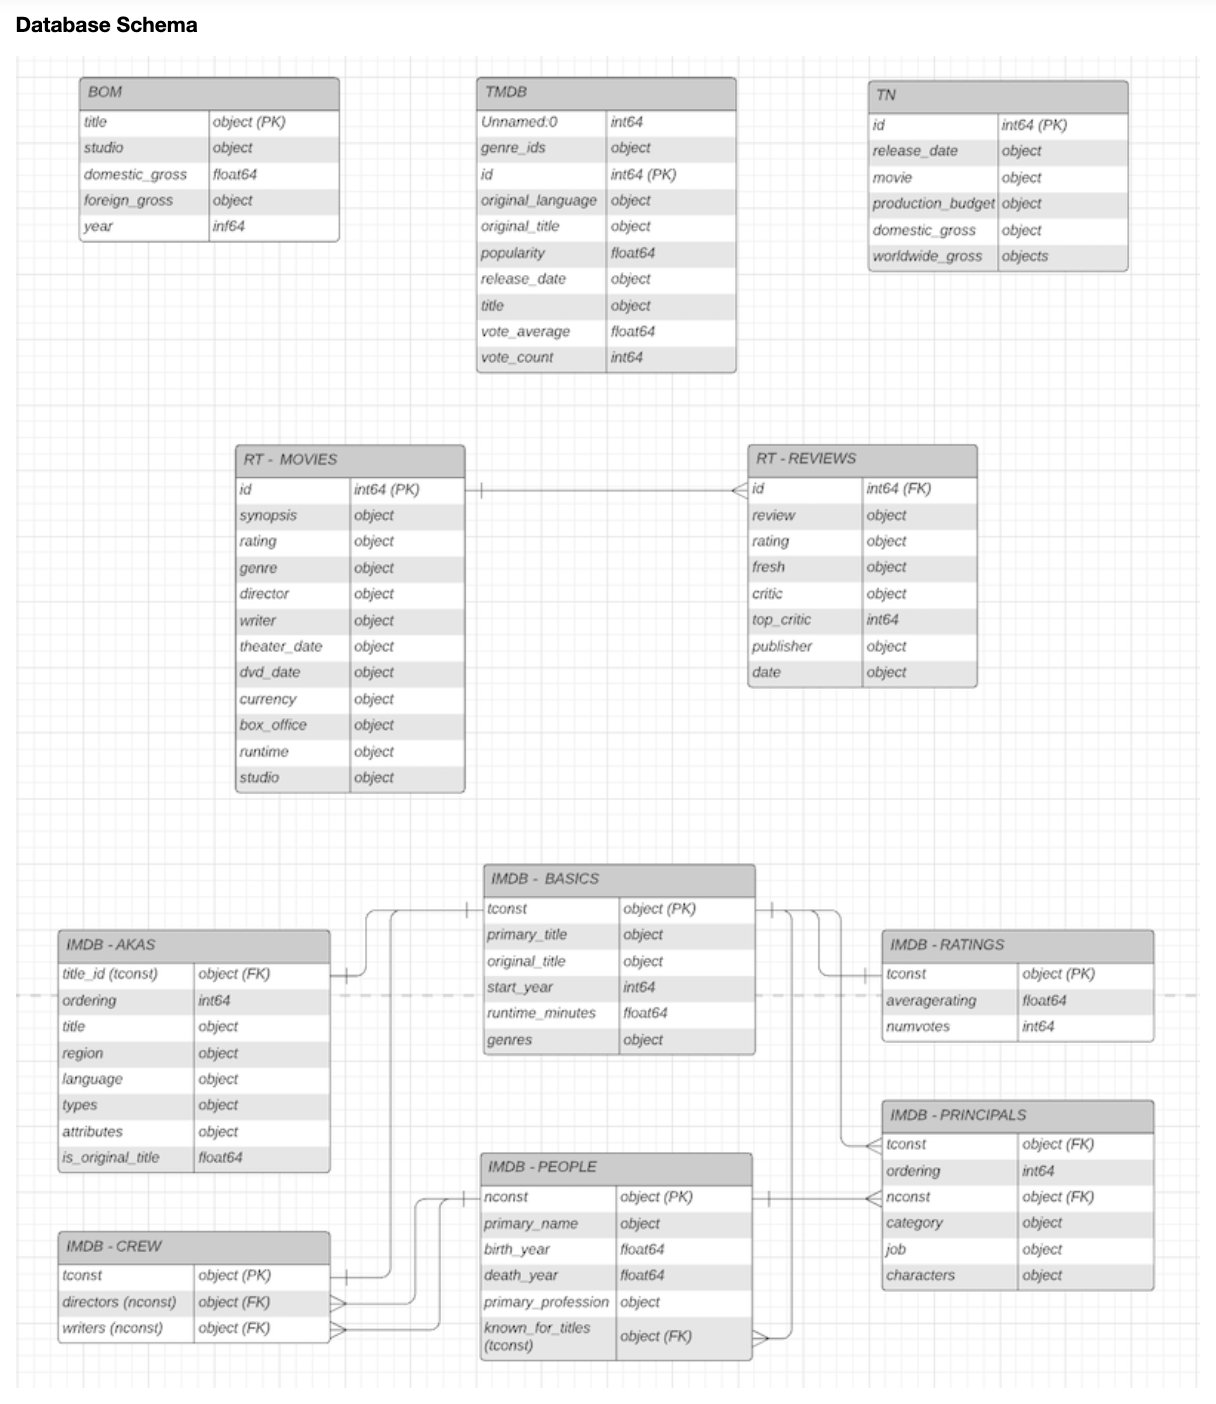 Database Schema
BOM
title object (PK)
studio object
domestic_gross float64
foreign_gross object
year inf64
TMDB
Unnamed:0 int64
genre_ids object
id int64 (PK)
original_language object
original_title object
popularity float64
release_date object
title object
vote_average float64
vote_count int64
TN
id int64 (PK)
release_date object
movie object
production_budget object
domestic_gross object
worldwide_gross objects
RT - MOVIES
id int64 (PK)
synopsis object
rating object
genre object
director object
writer object
theater_date object
dvd_date object
currency object
box_office object
runtime object
studio object
RT - REVIEWS
id int64 (FK)
review object
rating object
fresh object
critic object
top_critic int64
publisher object
date object
IMDB - BASICS
tconst object (PK)
primary_title object
original_title object
start_year int64
runtime_minutes float64
genres object
IMDB - AKAS
title_id (tconst) object (FK)
ordering int64
title object
region object
language object
types object
attributes object
is_original_title float64
IMDB - RATINGS
tconst object (PK)
averagerating float64
numvotes int64
IMDB - PRINCIPALS
tconst object (FK)
ordering int64
nconst object (FK)
category object
job object
characters object
IMDB - PEOPLE
nconst object (PK)
primary_name object
birth_year float64
death_year float64
primary_profession object
known_for_titles
(tconst) object (FK)
IMDB - CREW
tconst object (PK)
directors (nconst) object (FK)
writers (nconst) object (FK)